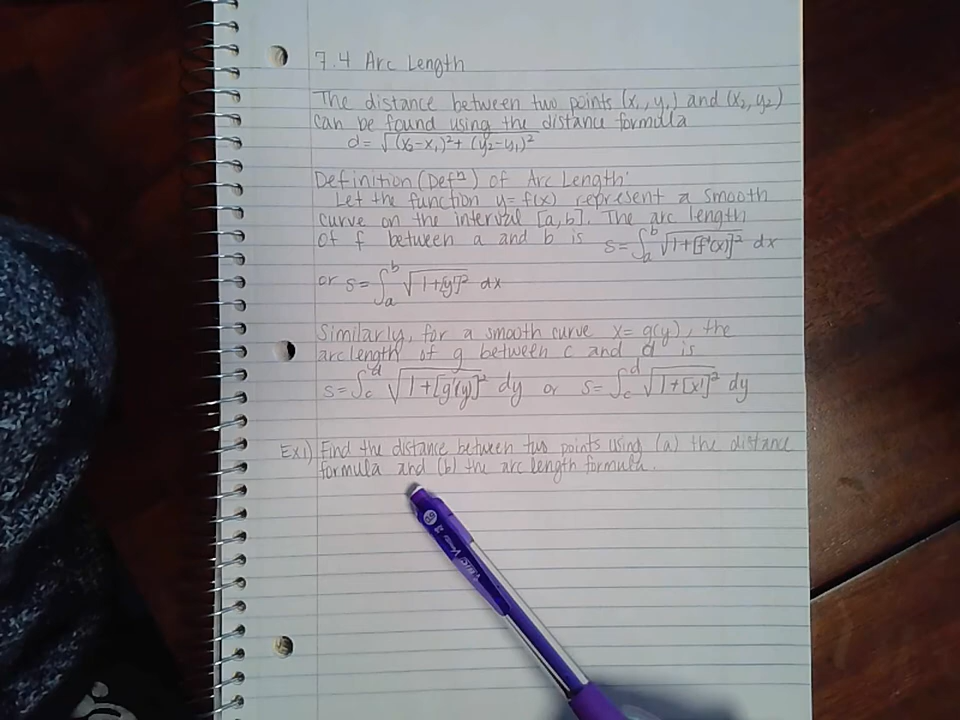 7.4 Arc Length
The distance between two points (x₁, y₁) and (x₂, y₂)
can be found using the distance formula
d = √(x₂-x₁)² + (y₂-y₁)²
Definition (Defⁿ) of Arc Length:
Let the function y = f(x) represent a smooth
curve on the interval [a, b]. The arc length
of f between a and b is s = ∫ₐᵇ √1+[f'(x)]² dx
or s = ∫ₐᵇ √1+[y']² dx
Similarly, for a smooth curve x = g(y), the
arc length of g between c and d is
s = ∫꜀ᵈ √1+[g'(y)]² dy or s = ∫꜀ᵈ √1+[x']² dy
Ex1) Find the distance between two points using (a) the distance
formula and (b) the arc length formula.